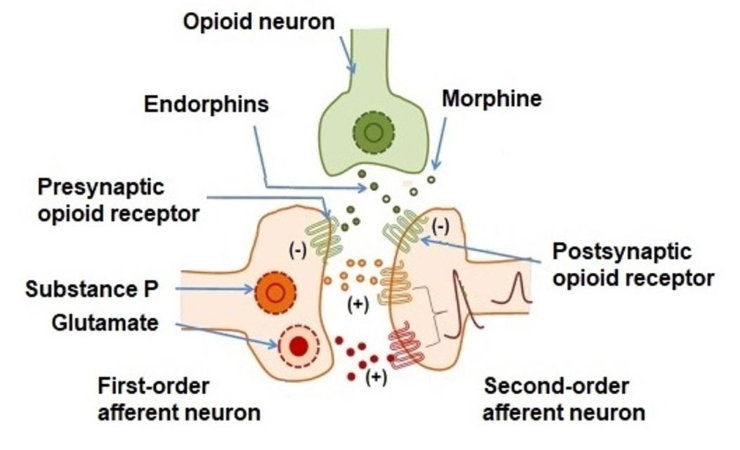 Opioid neuron
Endorphins
Morphine
Presynaptic
opioid receptor
(-)
(-)
Postsynaptic
opioid receptor
Substance P
(+)
Glutamate
(+)
First-order
afferent neuron
Second-order
afferent neuron